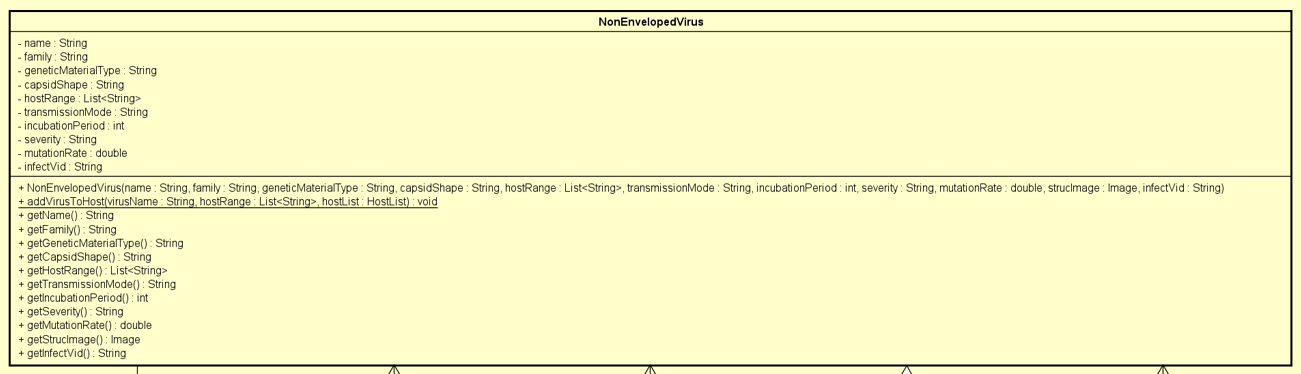 NonEnvelopedVirus
- name : String
- family : String
- geneticMaterialType : String
- capsidShape : String
- hostRange : List<String>
- transmissionMode : String
- incubationPeriod : int
- severity : String
- mutationRate : double
- infectVid : String
+ NonEnvelopedVirus(name : String, family : String, geneticMaterialType : String, capsidShape : String, hostRange : List<String>, transmissionMode : String, incubationPeriod : int, severity : String, mutationRate : double, strucImage : Image, infectVid : String)
+ addVirusToHost(virusName : String, hostRange : List<String>, hostList : HostList) : void
+ getName() : String
+ getFamily() : String
+ getGeneticMaterialType() : String
+ getCapsidShape() : String
+ getHostRange() : List<String>
+ getTransmissionMode() : String
+ getIncubationPeriod() : int
+ getSeverity() : String
+ getMutationRate() : double
+ getStrucImage() : Image
+ getInfectVid() : String